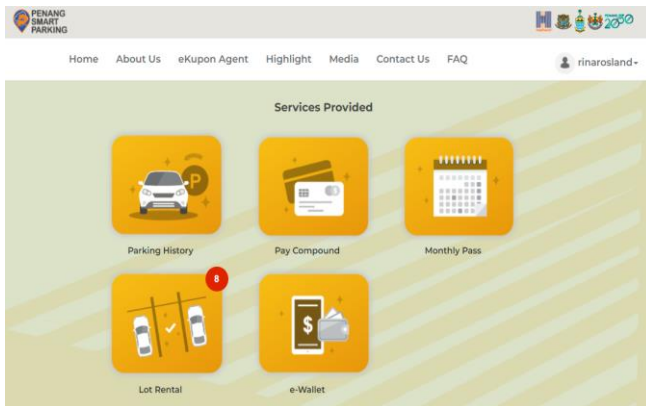 PENANG
SMART
PARKING
2030
Home About Us eKupon Agent Highlight Media Contact Us FAQ
rinarosland
Services Provided
P
Parking History Pay Compound Monthly Pass
8
$
Lot Rental e-Wallet